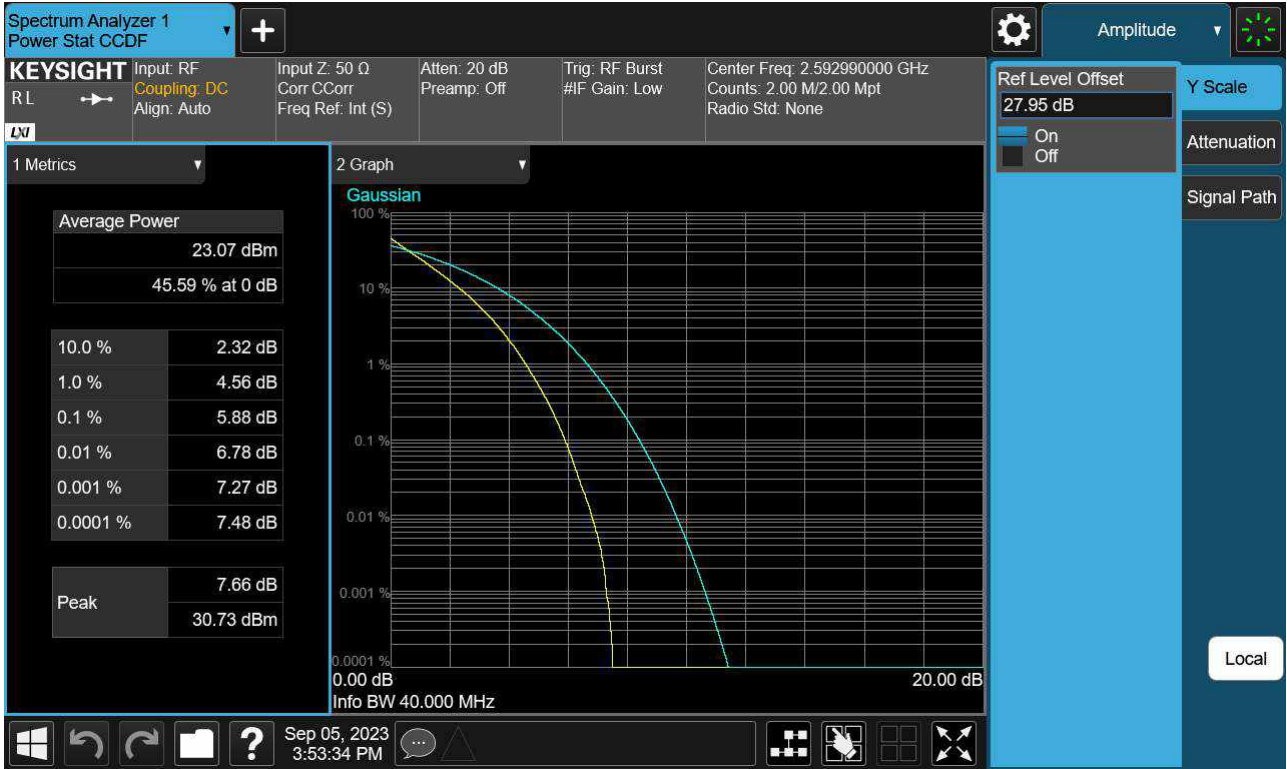 Spectrum Analyzer 1
Power Stat CCDF
+
Amplitude
KEYSIGHT
RL
LXI
Input: RF
Coupling: DC
Align: Auto
Input Z: 50 Ω
Corr CCorr
Freq Ref: Int (S)
Atten: 20 dB
Preamp: Off
Trig: RF Burst
#IF Gain: Low
Center Freq: 2.592990000 GHz
Counts: 2.00 M/2.00 Mpt
Radio Std: None
Ref Level Offset
27.95 dB
On
Off
Y Scale
Attenuation
Signal Path
Local
1 Metrics
Average Power
23.07 dBm
45.59 % at 0 dB
10.0 % 2.32 dB
1.0 % 4.56 dB
0.1 % 5.88 dB
0.01 % 6.78 dB
0.001 % 7.27 dB
0.0001 % 7.48 dB
Peak
7.66 dB
30.73 dBm
2 Graph
Gaussian
100 %
10 %
1 %
0.1 %
0.01 %
0.001 %
0.0001 %
0.00 dB 20.00 dB
Info BW 40.000 MHz
?
Sep 05, 2023
3:53:34 PM